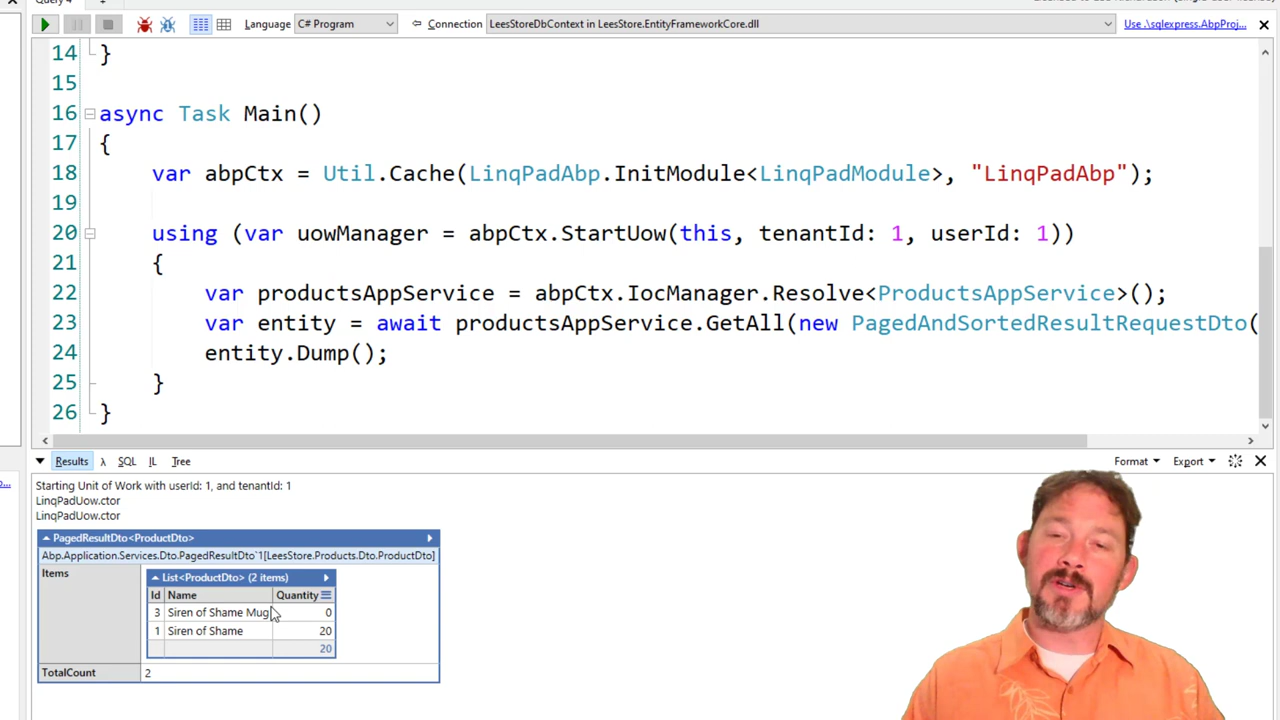 Query 4
Language C# Program Connection LeesStoreDbContext in LeesStore.EntityFrameworkCore.dll Use .\sqlexpress.AbpProj...
14 }
15
16 async Task Main()
17 {
18 var abpCtx = Util.Cache(LinqPadAbp.InitModule<LinqPadModule>, "LinqPadAbp");
19
20 using (var uowManager = abpCtx.StartUow(this, tenantId: 1, userId: 1))
21 {
22 var productsAppService = abpCtx.IocManager.Resolve<ProductsAppService>();
23 var entity = await productsAppService.GetAll(new PagedAndSortedResultRequestDto(
24 entity.Dump();
25 }
26 }
Results λ SQL IL Tree Format Export
Starting Unit of Work with userId: 1, and tenantId: 1
LinqPadUow.ctor
LinqPadUow.ctor
PagedResultDto<ProductDto>
Abp.Application.Services.Dto.PagedResultDto`1[LeesStore.Products.Dto.ProductDto]
Items List<ProductDto> (2 items)
Id Name Quantity
3 Siren of Shame Mug 0
1 Siren of Shame 20
20
TotalCount 2